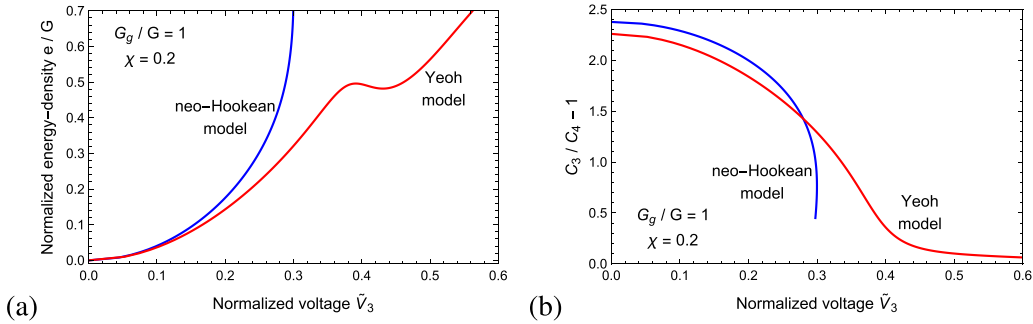 0.7
0.6
0.5
0.4
0.3
0.2
0.1
0.0
0.0 0.1 0.2 0.3 0.4 0.5 0.6
Normalized energy−density e / G
Normalized voltage Ṽ₃
G_g / G = 1
χ = 0.2
neo−Hookean
model
Yeoh
model
(a)
2.5
2.0
1.5
1.0
0.5
0.0
0.0 0.1 0.2 0.3 0.4 0.5 0.6
C₃ / C₄ − 1
Normalized voltage Ṽ₃
neo−Hookean
model
G_g / G = 1
χ = 0.2
Yeoh
model
(b)